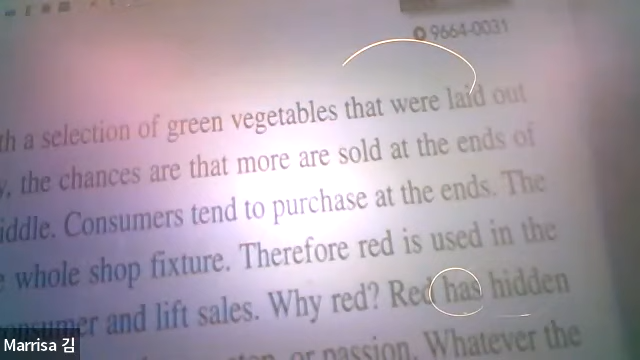 9664-0031
th a selection of green vegetables that were laid out
y, the chances are that more are sold at the ends of
iddle. Consumers tend to purchase at the ends. The
e whole shop fixture. Therefore red is used in the
consumer and lift sales. Why red? Red has hidden
or passion. Whatever the
Marrisa 김